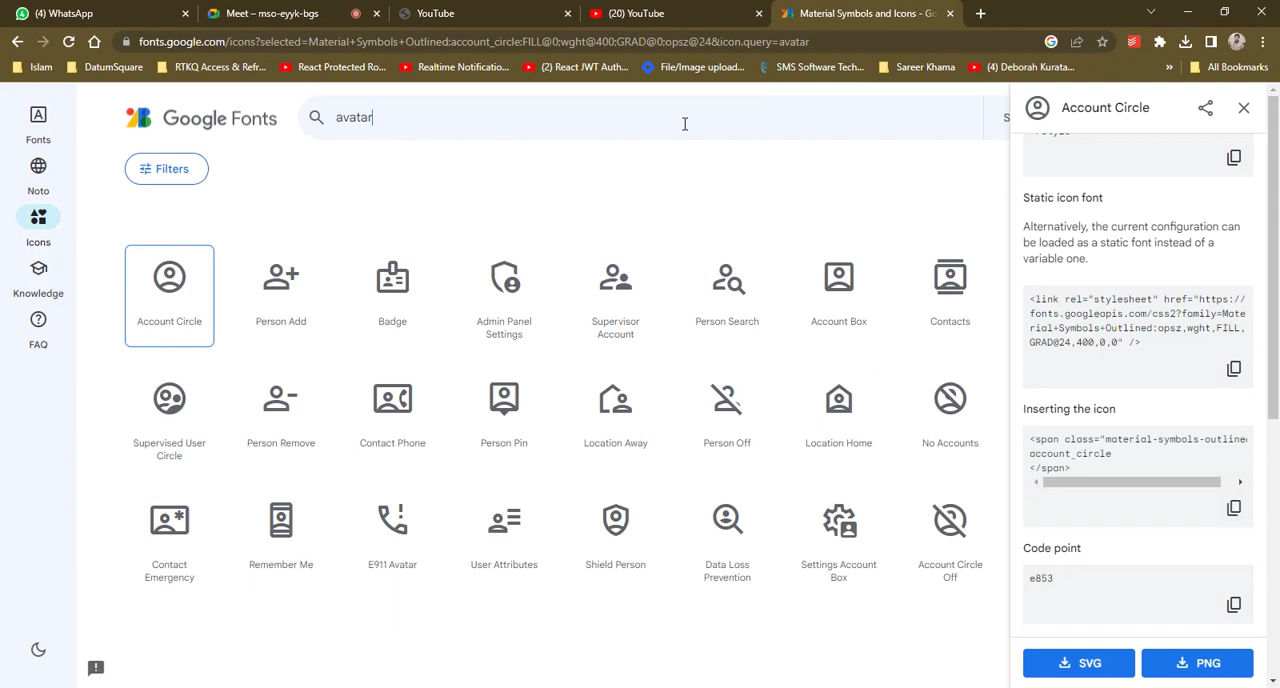 (4) WhatsApp
Meet – mso-eyyk-bgs
YouTube
(20) YouTube
Material Symbols and Icons - Go
fonts.google.com/icons?selected=Material+Symbols+Outlined:account_circle:FILL@0;wght@400;GRAD@0;opsz@24&icon.query=avatar
Islam
DatumSquare
RTKQ Access & Refr...
React Protected Ro...
Realtime Notificatio...
(2) React JWT Auth...
File/Image upload...
SMS Software Tech...
Sareer Khama
(4) Deborah Kurata...
»
All Bookmarks
Fonts
Noto
Icons
Knowledge
FAQ
Google Fonts
avatar
S
Filters
Account Circle
Person Add
Badge
Admin Panel
Settings
Supervisor
Account
Person Search
Account Box
Contacts
Supervised User
Circle
Person Remove
Contact Phone
Person Pin
Location Away
Person Off
Location Home
No Accounts
Contact
Emergency
Remember Me
E911 Avatar
User Attributes
Shield Person
Data Loss
Prevention
Settings Account
Box
Account Circle
Off
Account Circle
Static icon font
Alternatively, the current configuration can
be loaded as a static font instead of a
variable one.
<link rel="stylesheet" href="https://
fonts.googleapis.com/css2?family=Mate
rial+Symbols+Outlined:opsz,wght,FILL,
GRAD@24,400,0,0" />
Inserting the icon
<span class="material-symbols-outline
account_circle
</span>
Code point
e853
SVG
PNG